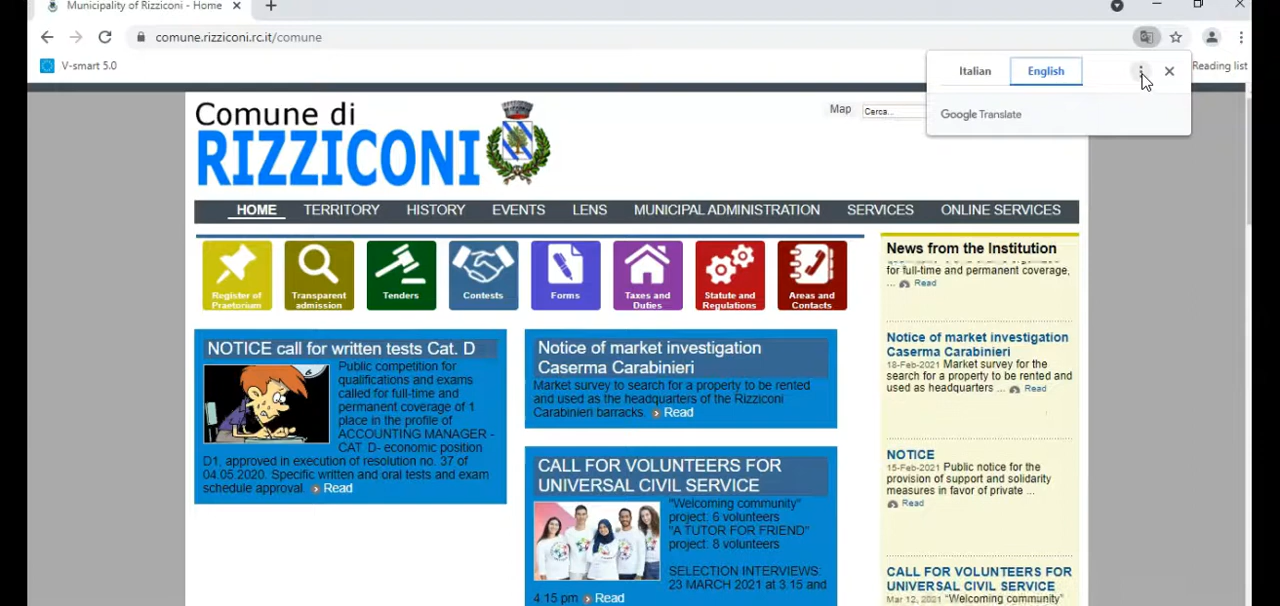 Municipality of Rizziconi - Home
comune.rizziconi.rc.it/comune
V-smart 5.0
Reading list
Italian
English
Google Translate
Comune di
RIZZICONI
Map
Cerca...
HOME TERRITORY HISTORY EVENTS LENS MUNICIPAL ADMINISTRATION SERVICES ONLINE SERVICES
Register of
Praetorium
Transparent
admission
Tenders
Contests
Forms
Taxes and
Duties
Statute and
Regulations
Areas and
Contacts
NOTICE call for written tests Cat. D
Public competition for
qualifications and exams
called for full-time and
permanent coverage of 1
place in the profile of
ACCOUNTING MANAGER -
CAT. D- economic position
D1, approved in execution of resolution no. 37 of
04.05.2020. Specific written and oral tests and exam
schedule approval. Read
Notice of market investigation
Caserma Carabinieri
Market survey to search for a property to be rented
and used as the headquarters of the Rizziconi
Carabinieri barracks. Read
CALL FOR VOLUNTEERS FOR
UNIVERSAL CIVIL SERVICE
"Welcoming community"
project: 6 volunteers
"A TUTOR FOR FRIEND"
project: 8 volunteers
SELECTION INTERVIEWS:
23 MARCH 2021 at 3.15 and
4.15 pm Read
News from the Institution
for full-time and permanent coverage,
... Read
Notice of market investigation
Caserma Carabinieri
18-Feb-2021 Market survey for the
search for a property to be rented and
used as headquarters ... Read
NOTICE
15-Feb-2021 Public notice for the
provision of support and solidarity
measures in favor of private ...
Read
CALL FOR VOLUNTEERS FOR
UNIVERSAL CIVIL SERVICE
Mar 12, 2021 "Welcoming community"